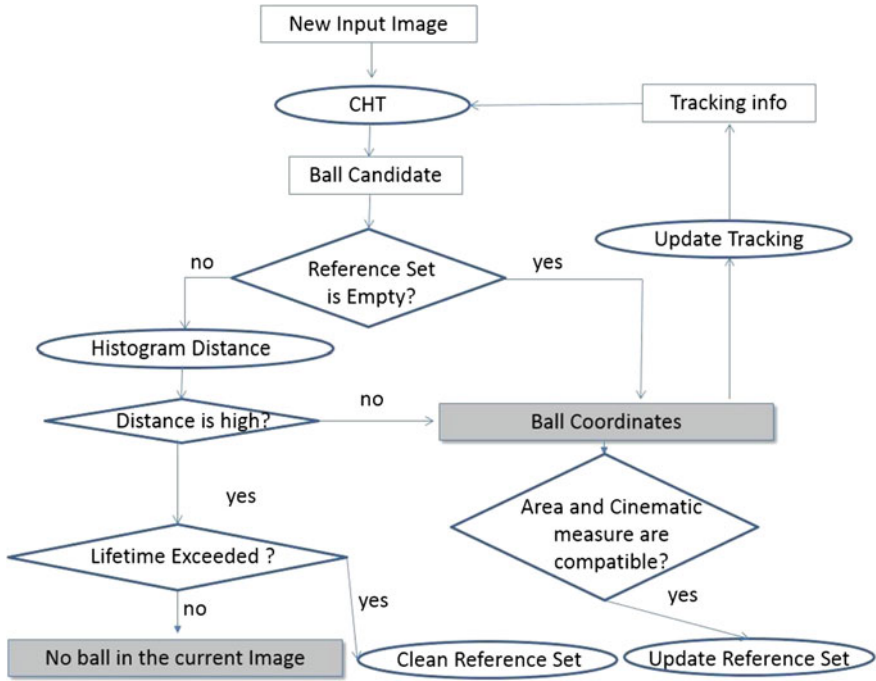 New Input Image
CHT
Tracking info
Ball Candidate
Update Tracking
no
yes
Reference Set
is Empty?
Histogram Distance
no
Distance is high?
Ball Coordinates
yes
Area and Cinematic
measure are
compatible?
Lifetime Exceeded ?
no
yes
yes
No ball in the current Image
Clean Reference Set
Update Reference Set